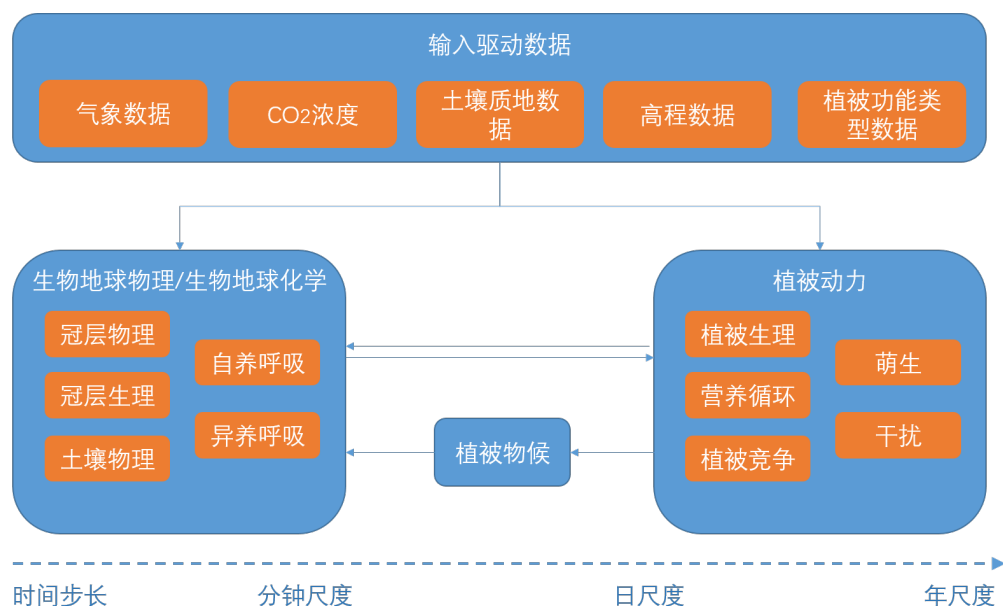 输入驱动数据
气象数据
CO2浓度
土壤质地数
据
高程数据
植被功能类
型数据
生物地球物理/生物地球化学
冠层物理
冠层生理
土壤物理
自养呼吸
异养呼吸
植被物候
植被动力
植被生理
营养循环
植被竞争
萌生
干扰
时间步长
分钟尺度
日尺度
年尺度